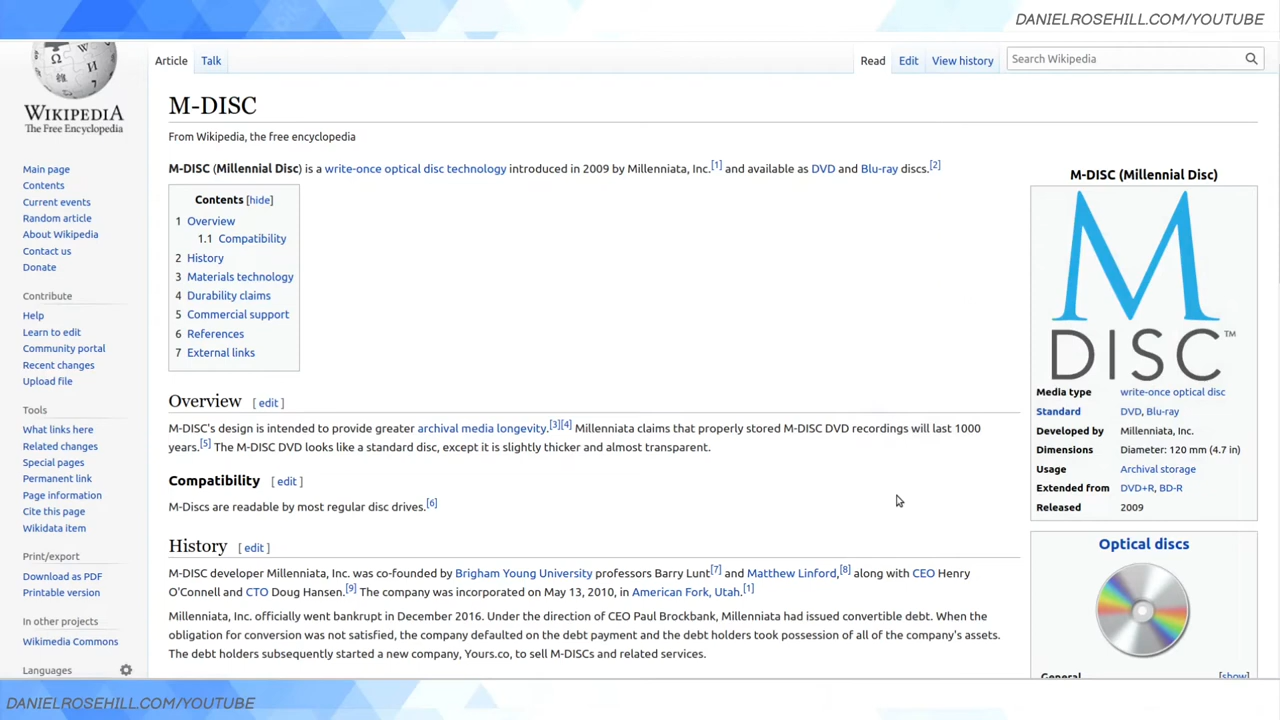 DANIELROSEHILL.COM/YOUTUBE
WIKIPEDIA
The Free Encyclopedia
Main page
Contents
Current events
Random article
About Wikipedia
Contact us
Donate
Contribute
Help
Learn to edit
Community portal
Recent changes
Upload file
Tools
What links here
Related changes
Special pages
Permanent link
Page information
Cite this page
Wikidata item
Print/export
Download as PDF
Printable version
In other projects
Wikimedia Commons
Languages
Article Talk
Read Edit View history
Search Wikipedia
M-DISC
From Wikipedia, the free encyclopedia
M-DISC (Millennial Disc) is a write-once optical disc technology introduced in 2009 by Millenniata, Inc.[1] and available as DVD and Blu-ray discs.[2]
Contents [hide]
1 Overview
1.1 Compatibility
2 History
3 Materials technology
4 Durability claims
5 Commercial support
6 References
7 External links
Overview [ edit ]
M-DISC's design is intended to provide greater archival media longevity.[3][4] Millenniata claims that properly stored M-DISC DVD recordings will last 1000
years.[5] The M-DISC DVD looks like a standard disc, except it is slightly thicker and almost transparent.
Compatibility [ edit ]
M-Discs are readable by most regular disc drives.[6]
History [ edit ]
M-DISC developer Millenniata, Inc. was co-founded by Brigham Young University professors Barry Lunt[7] and Matthew Linford,[8] along with CEO Henry
O'Connell and CTO Doug Hansen.[9] The company was incorporated on May 13, 2010, in American Fork, Utah.[1]
Millenniata, Inc. officially went bankrupt in December 2016. Under the direction of CEO Paul Brockbank, Millenniata had issued convertible debt. When the
obligation for conversion was not satisfied, the company defaulted on the debt payment and the debt holders took possession of all of the company's assets.
The debt holders subsequently started a new company, Yours.co, to sell M-DISCs and related services.
M-DISC (Millennial Disc)
M
DISC™
Media type write-once optical disc
Standard DVD, Blu-ray
Developed by Millenniata, Inc.
Dimensions Diameter: 120 mm (4.7 in)
Usage Archival storage
Extended from DVD+R, BD-R
Released 2009
Optical discs
General [show]
DANIELROSEHILL.COM/YOUTUBE